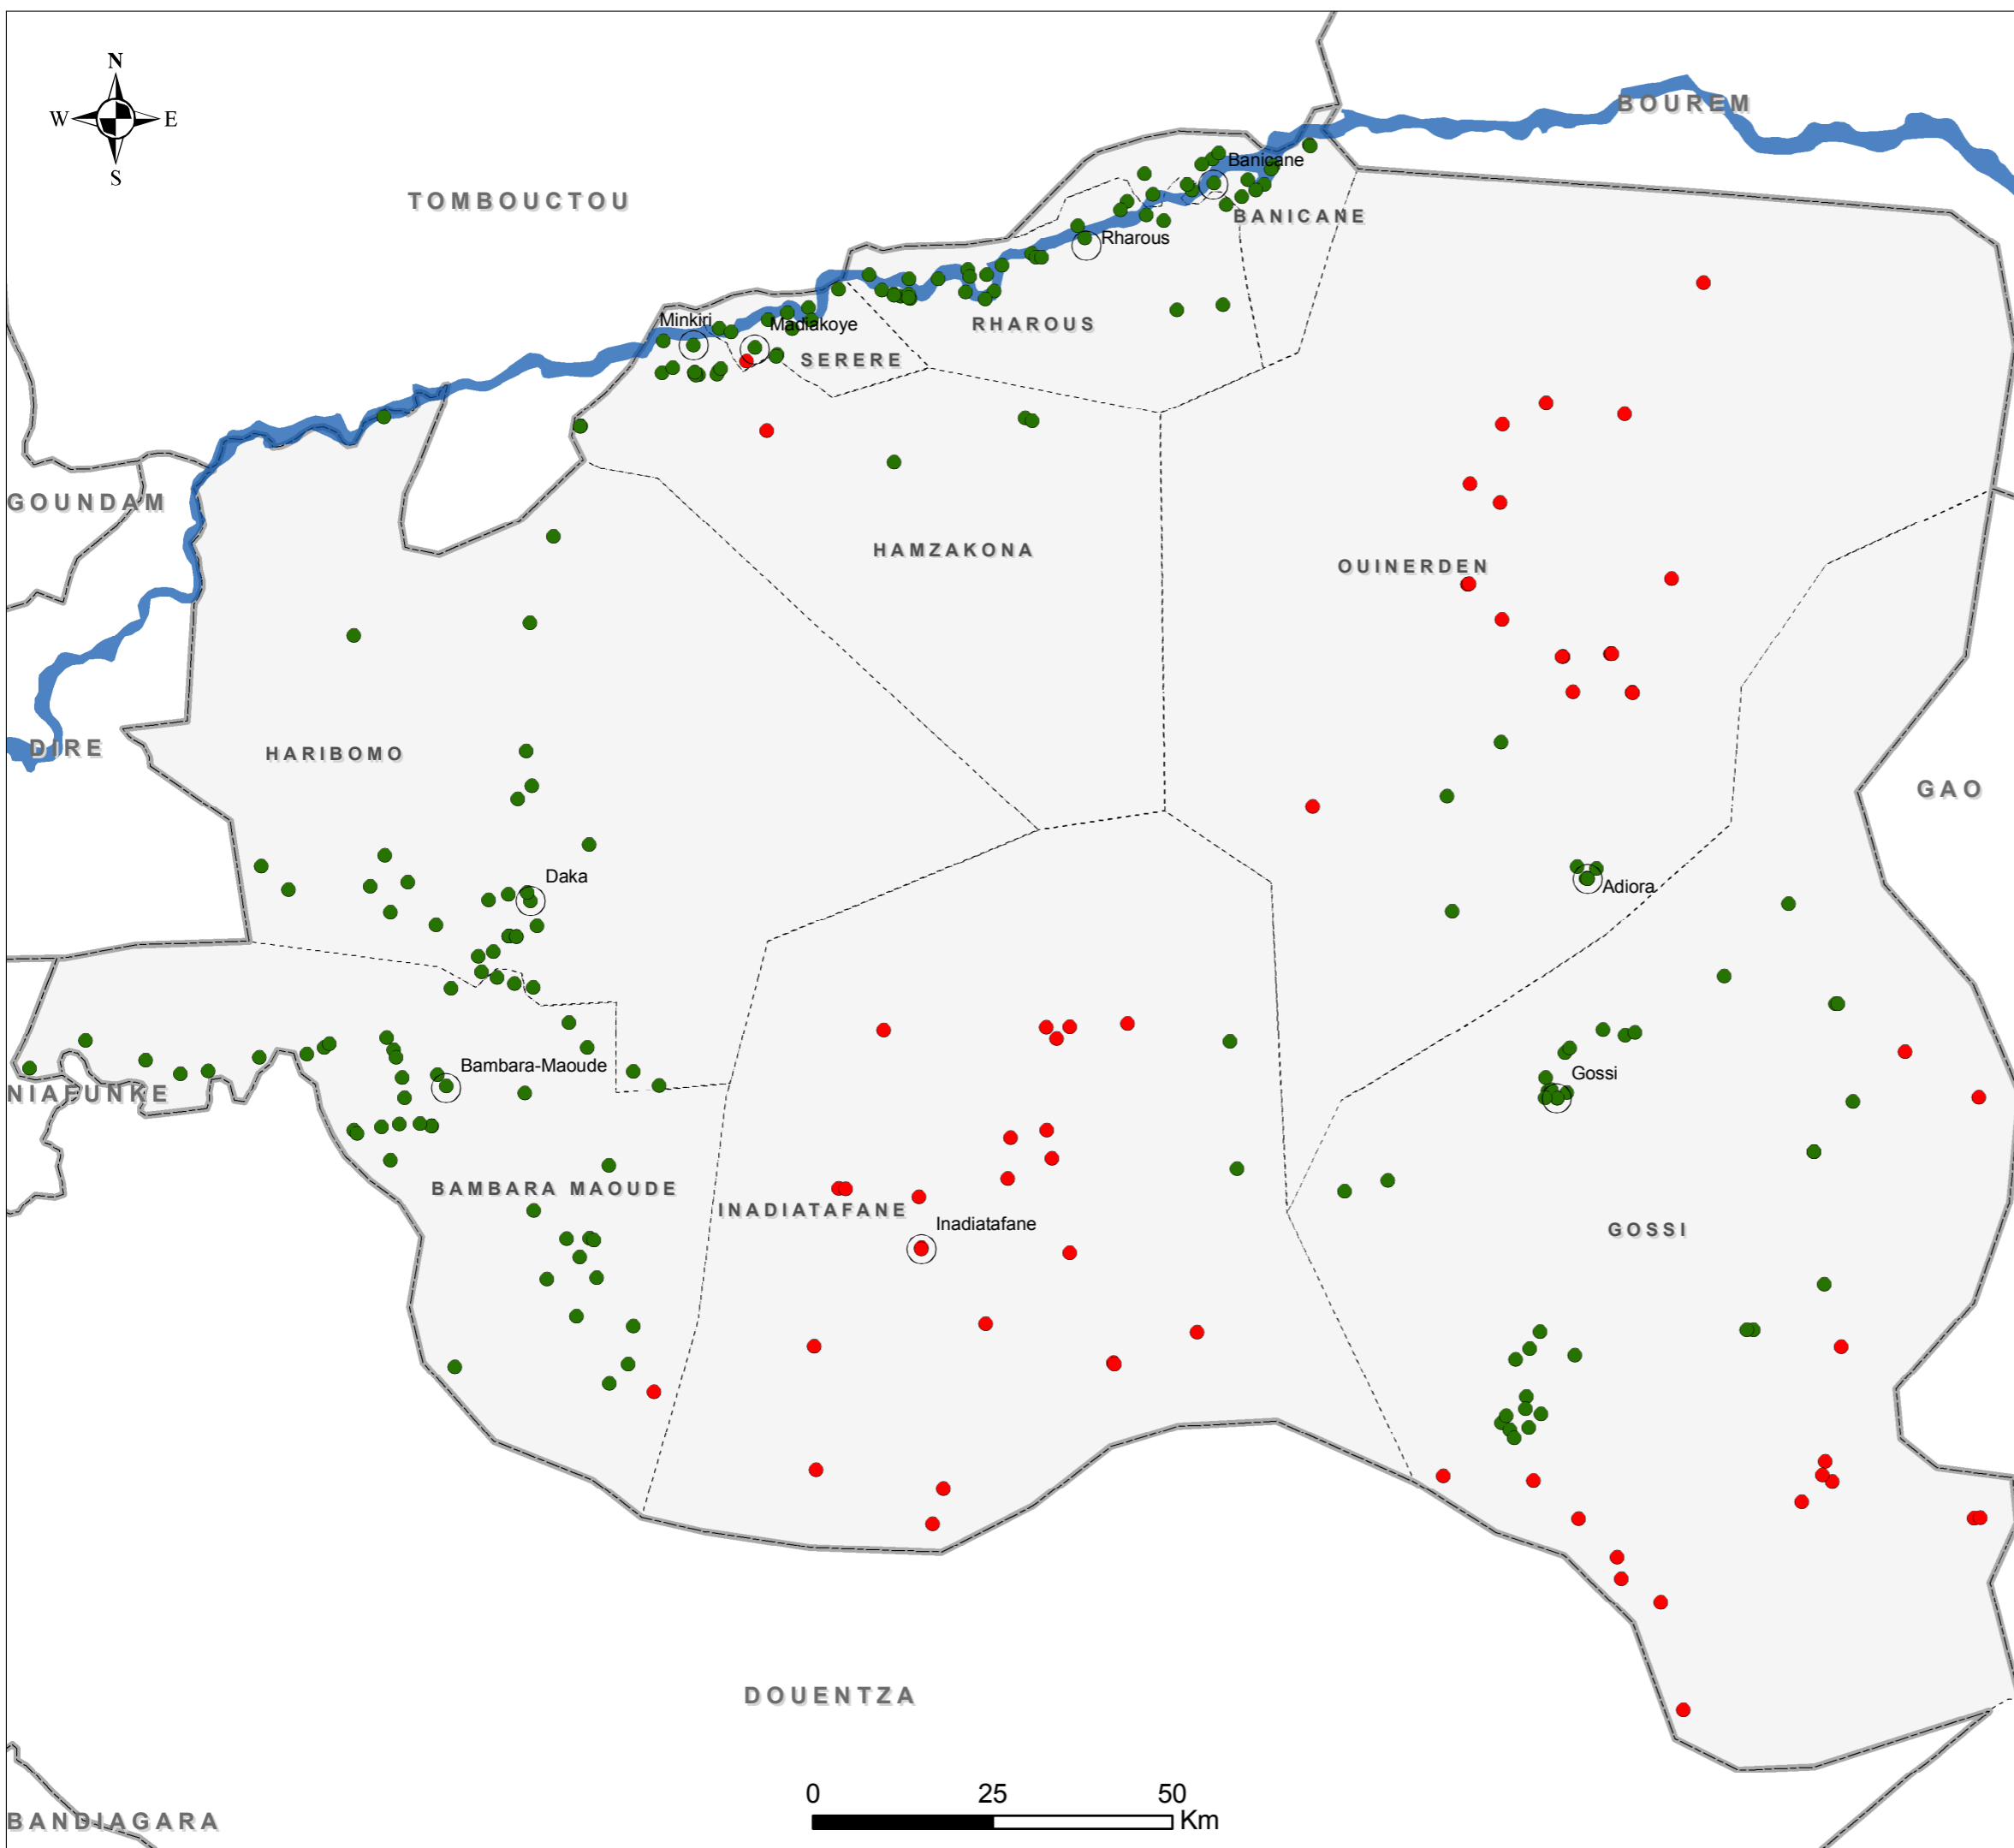 N
W E
S
BOUREM
TOMBOUCTOU
Banicane
BANICANE
Rharous
Minkiri
Madiakoye
RHAROUS
SERERE
GOUNDAM
HAMZAKONA
OUINERDEN
DIRE
HARIBOMO
GAO
Daka
Adiora
Bambara-Maoude
Gossi
NIAFUNKE
BAMBARA MAOUDE
INADIATAFANE
Inadiatafane
GOSSI
DOUENTZA
0 25 50
Km
BANDIAGARA